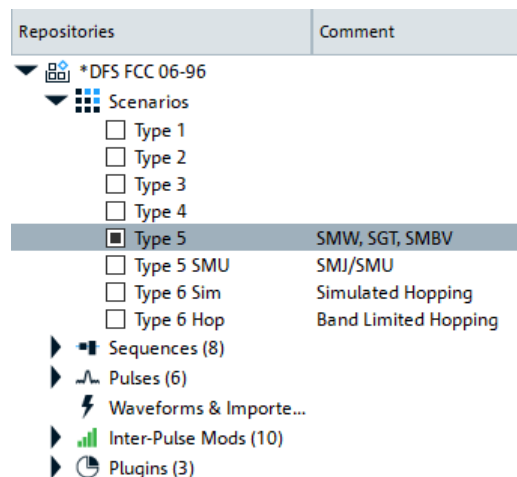 Repositories Comment
*DFS FCC 06-96
Scenarios
Type 1
Type 2
Type 3
Type 4
Type 5 SMW, SGT, SMBV
Type 5 SMU SMJ/SMU
Type 6 Sim Simulated Hopping
Type 6 Hop Band Limited Hopping
Sequences (8)
Pulses (6)
Waveforms & Importe...
Inter-Pulse Mods (10)
Plugins (3)